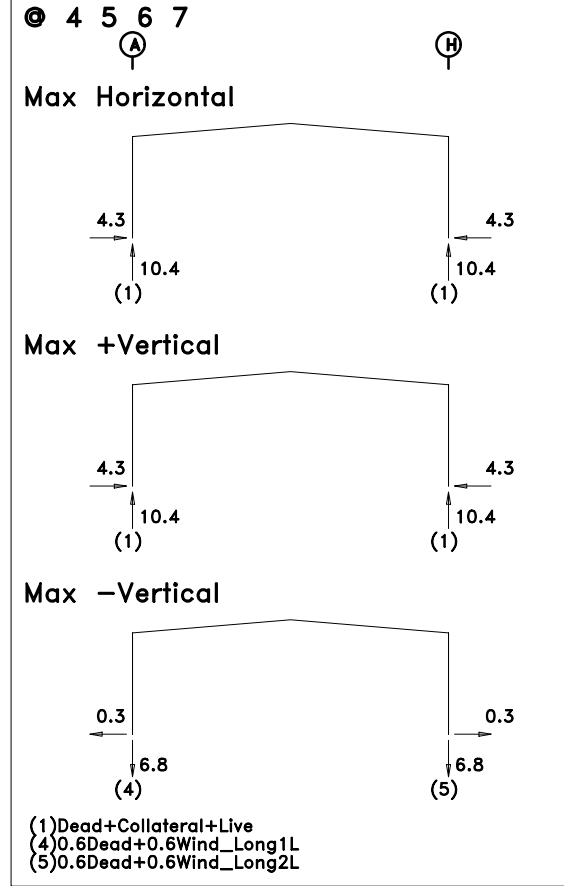 @ 4 5 6 7
A H
Max Horizontal
4.3 4.3
10.4 10.4
(1) (1)
Max +Vertical
4.3 4.3
10.4 10.4
(1) (1)
Max −Vertical
0.3 0.3
6.8 6.8
(4) (5)
(1)Dead+Collateral+Live
(4)0.6Dead+0.6Wind_Long1L
(5)0.6Dead+0.6Wind_Long2L